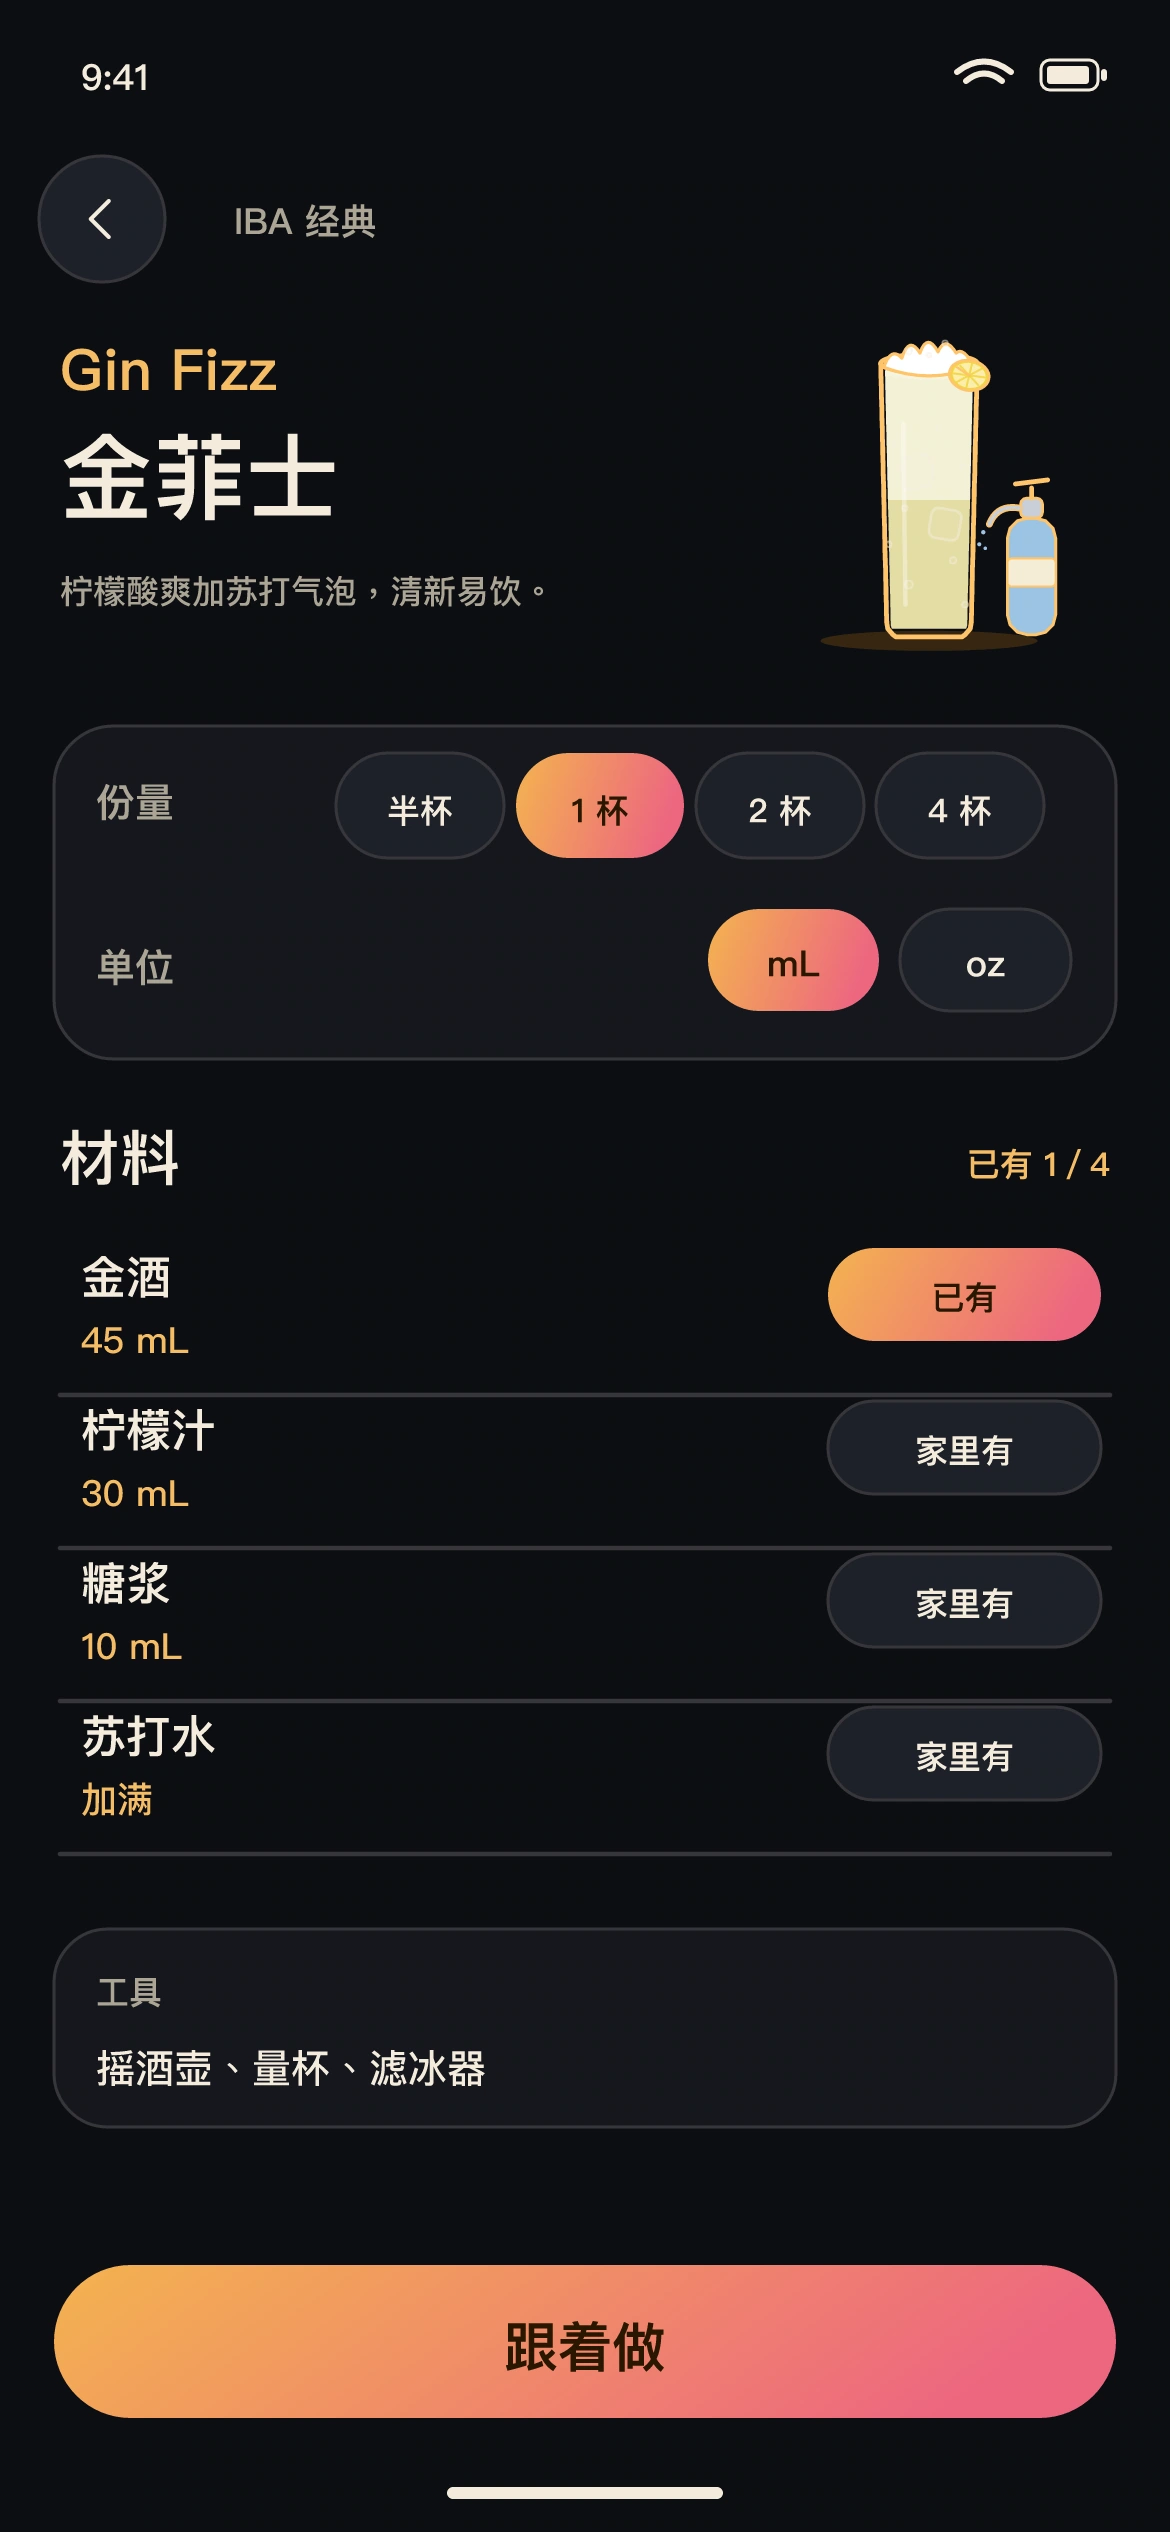 9:41
IBA 经典
Gin Fizz
金菲士
柠檬酸爽加苏打气泡，清新易饮。
份量 半杯 1 杯 2 杯 4 杯
单位 mL oz
材料 已有 1 / 4
金酒 已有
45 mL
柠檬汁 家里有
30 mL
糖浆 家里有
10 mL
苏打水 家里有
加满
工具
摇酒壶、量杯、滤冰器
跟着做